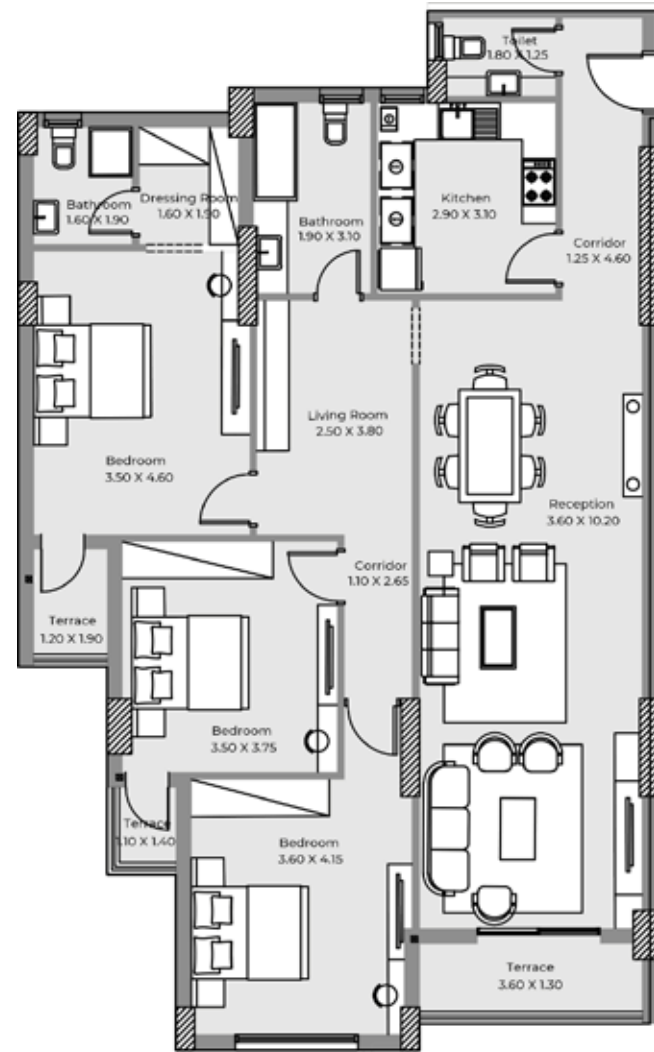 Toilet
1.80 X 1.25
Bathroom
1.60 X 1.90
Dressing Room
1.60 X 1.90
Bathroom
1.90 X 3.10
Kitchen
2.90 X 3.10
Corridor
1.25 X 4.60
Living Room
2.50 X 3.80
Bedroom
3.50 X 4.60
Reception
3.60 X 10.20
Corridor
1.10 X 2.65
Terrace
1.20 X 1.90
Bedroom
3.50 X 3.75
Terrace
1.10 X 1.40
Bedroom
3.60 X 4.15
Terrace
3.60 X 1.30